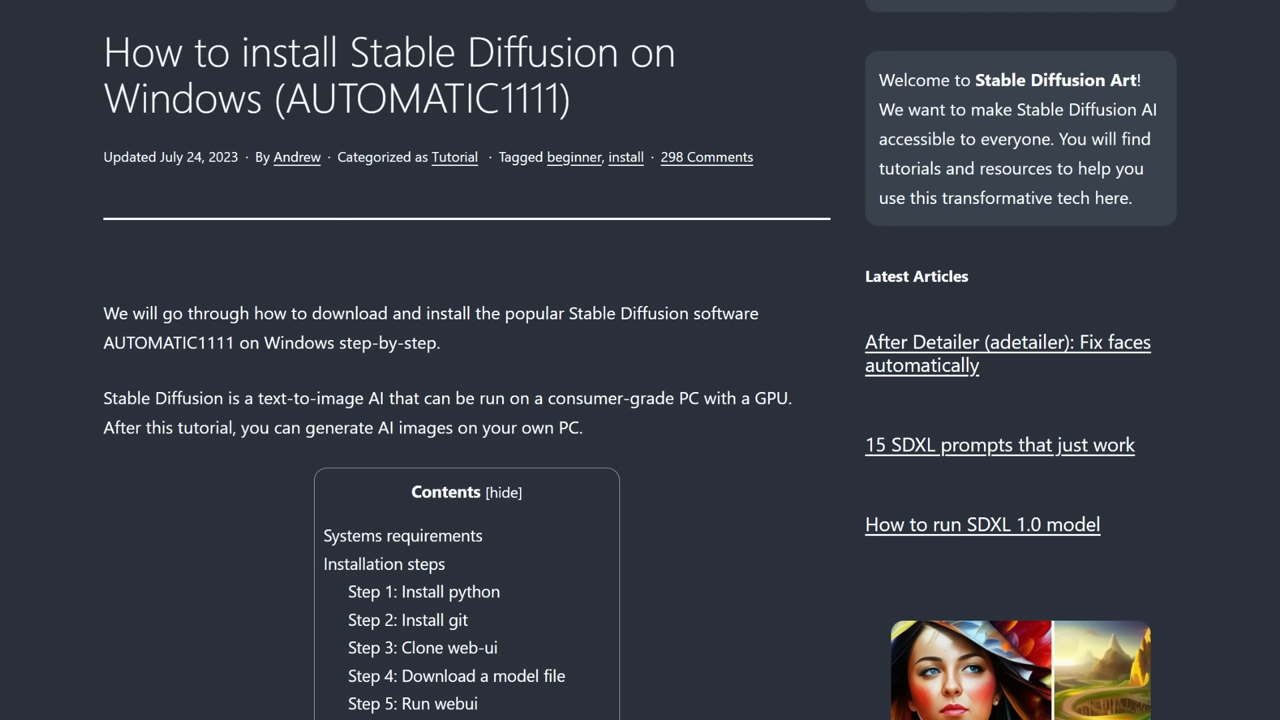 How to install Stable Diffusion on
Windows (AUTOMATIC1111)
Updated July 24, 2023 · By Andrew · Categorized as Tutorial · Tagged beginner, install · 298 Comments
We will go through how to download and install the popular Stable Diffusion software
AUTOMATIC1111 on Windows step-by-step.
Stable Diffusion is a text-to-image AI that can be run on a consumer-grade PC with a GPU.
After this tutorial, you can generate AI images on your own PC.
Contents [hide]
Systems requirements
Installation steps
Step 1: Install python
Step 2: Install git
Step 3: Clone web-ui
Step 4: Download a model file
Step 5: Run webui
Welcome to Stable Diffusion Art!
We want to make Stable Diffusion AI
accessible to everyone. You will find
tutorials and resources to help you
use this transformative tech here.
Latest Articles
After Detailer (adetailer): Fix faces
automatically
15 SDXL prompts that just work
How to run SDXL 1.0 model